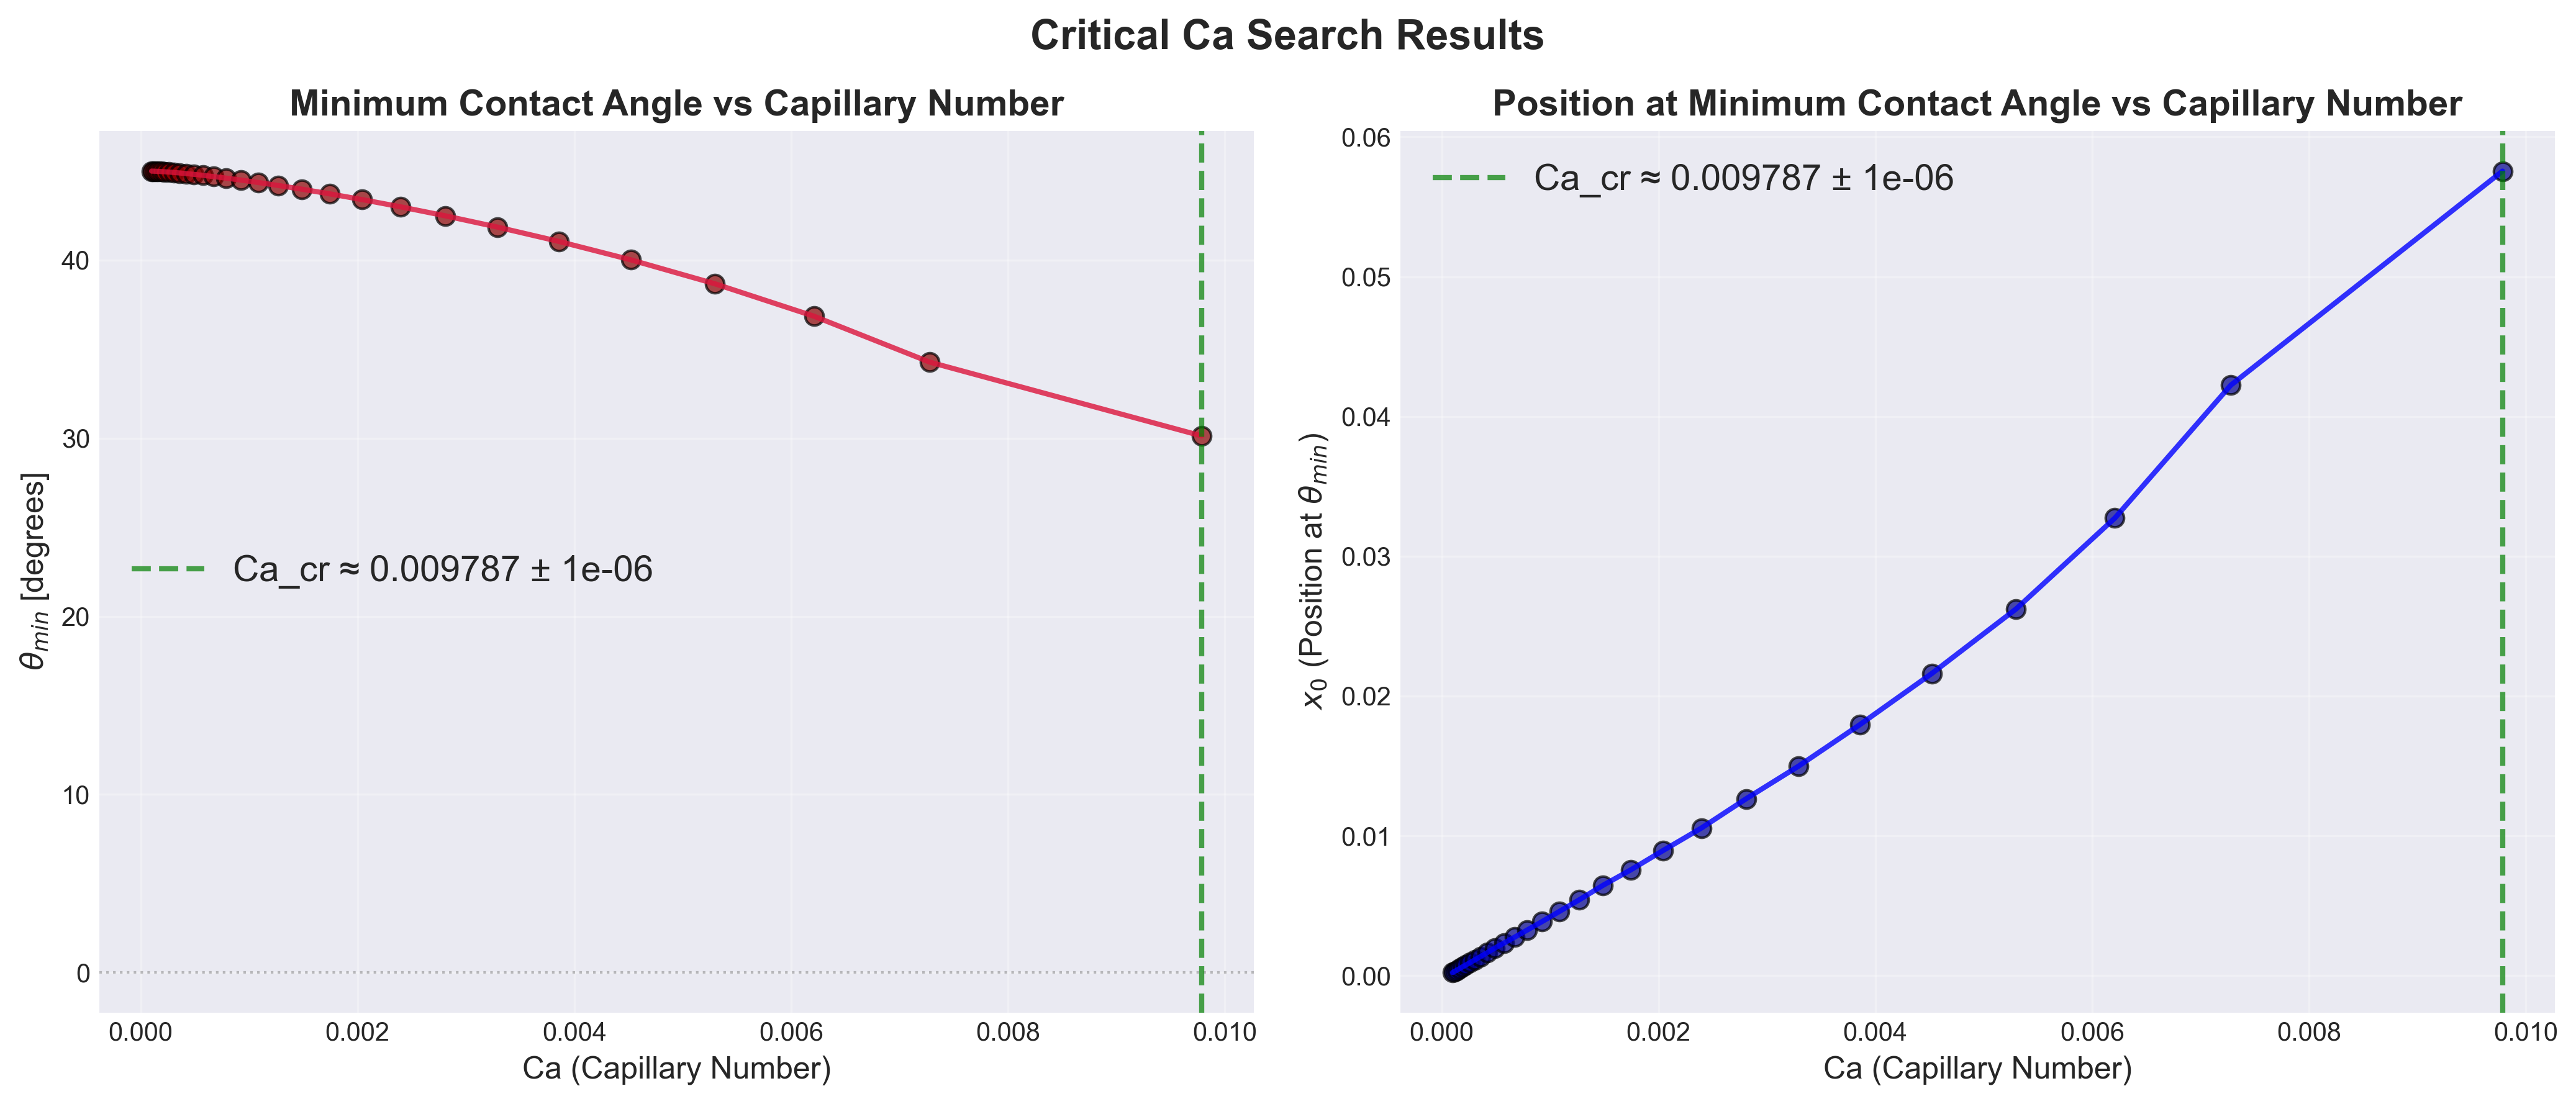 Critical Ca Search Results
Minimum Contact Angle vs Capillary Number
θ_min [degrees]
40
30
20
10
0
Ca_cr ≈ 0.009787 ± 1e-06
0.000 0.002 0.004 0.006 0.008 0.010
Ca (Capillary Number)
Position at Minimum Contact Angle vs Capillary Number
x₀ (Position at θ_min)
0.06
0.05
0.04
0.03
0.02
0.01
0.00
Ca_cr ≈ 0.009787 ± 1e-06
0.000 0.002 0.004 0.006 0.008 0.010
Ca (Capillary Number)